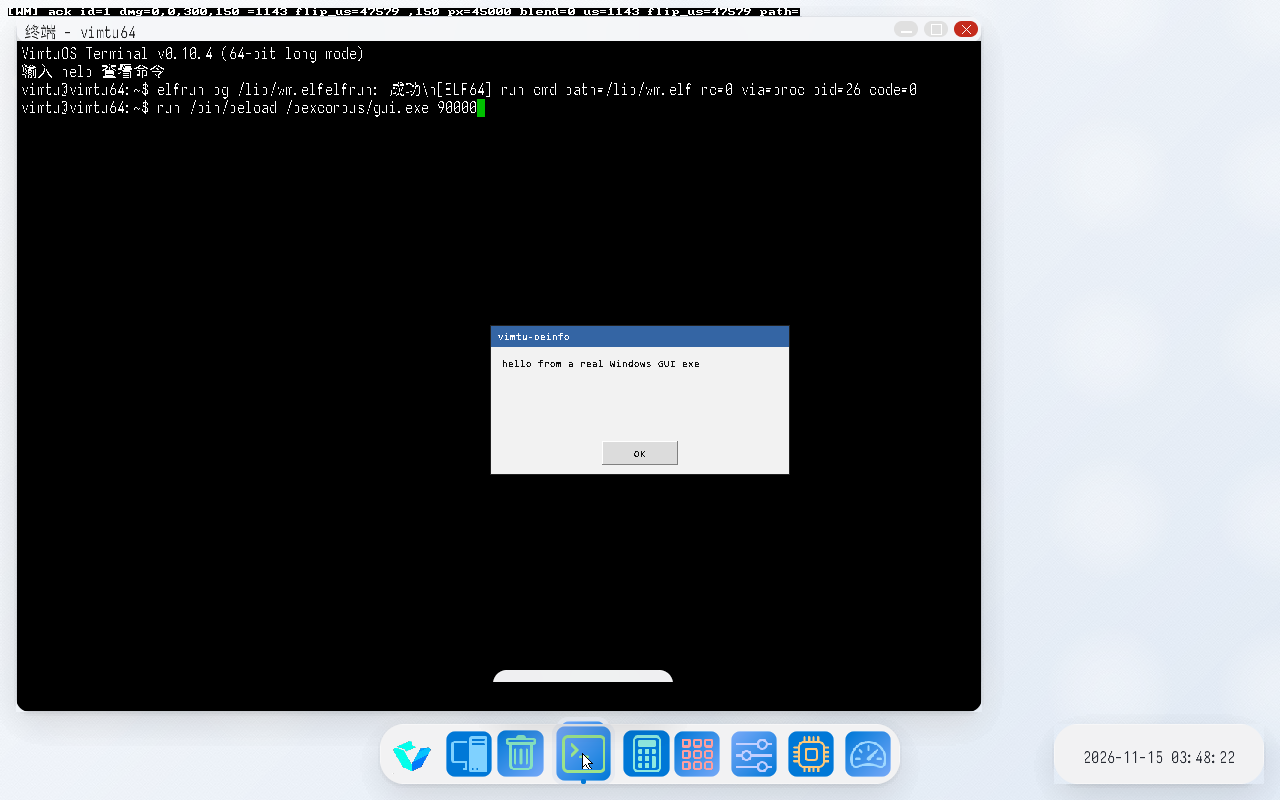 [WM] ack id=1 dmg=0,0,300,150 =1143 flip_us=47579 ,150 px=45000 blend=0 us=1143 flip_us=47579 path=
终端 - vimtu64
VimtuOS Terminal v0.10.4 (64-bit long mode)
输入 help 查看命令
vimtu@vimtu64:~$ elfrun bg /lib/wm.elfelfrun: 成功\n[ELF64] run cmd path=/lib/wm.elf rc=0 via=proc pid=26 code=0
vimtu@vimtu64:~$ run /bin/peload /pexcorpus/gui.exe 90000
vimtu-peinfo
hello from a real Windows GUI exe
OK
2026-11-15 03:48:22